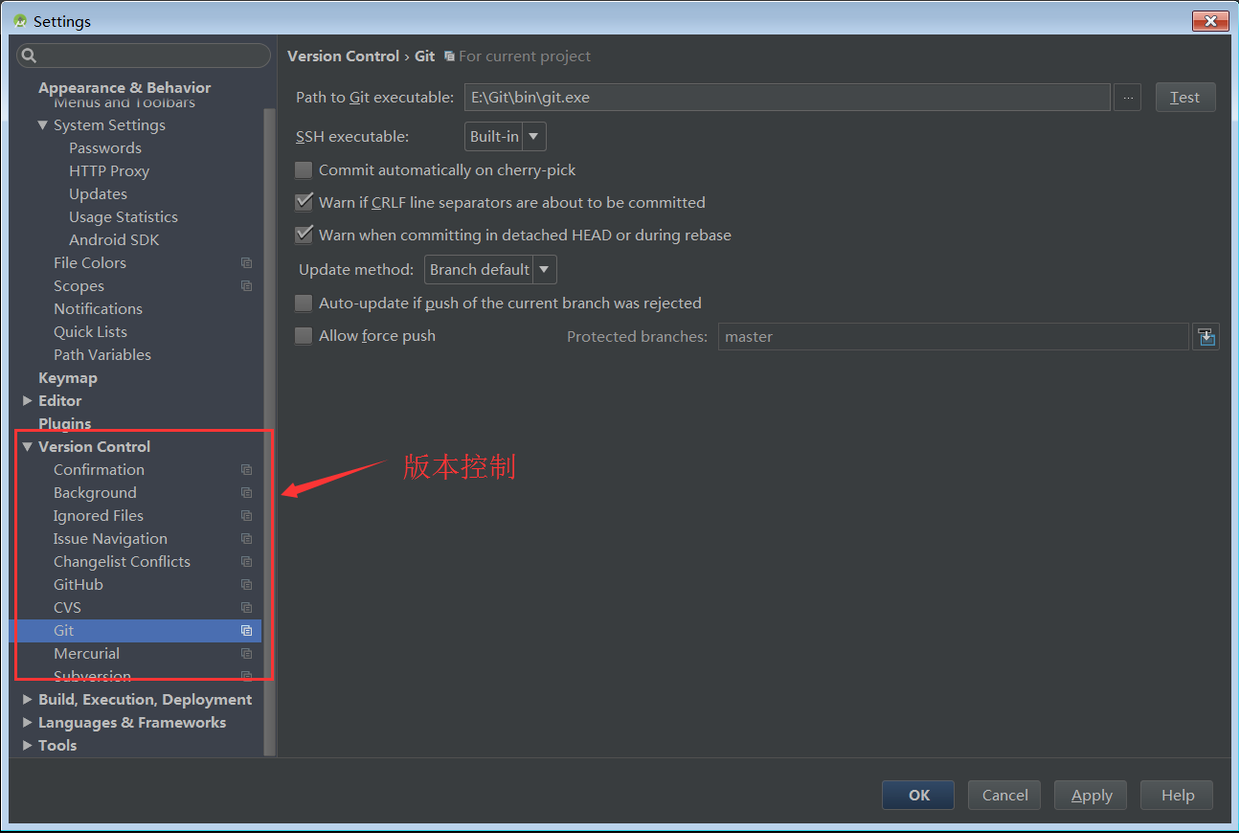 Settings
Appearance & Behavior
Menus and Toolbars
System Settings
Passwords
HTTP Proxy
Updates
Usage Statistics
Android SDK
File Colors
Scopes
Notifications
Quick Lists
Path Variables
Keymap
Editor
Plugins
Version Control
Confirmation
Background
Ignored Files
Issue Navigation
Changelist Conflicts
GitHub
CVS
Git
Mercurial
Subversion
Build, Execution, Deployment
Languages & Frameworks
Tools
Version Control › Git For current project
Path to Git executable: E:\Git\bin\git.exe ... Test
SSH executable: Built-in
Commit automatically on cherry-pick
Warn if CRLF line separators are about to be committed
Warn when committing in detached HEAD or during rebase
Update method: Branch default
Auto-update if push of the current branch was rejected
Allow force push Protected branches: master
版本控制
OK Cancel Apply Help